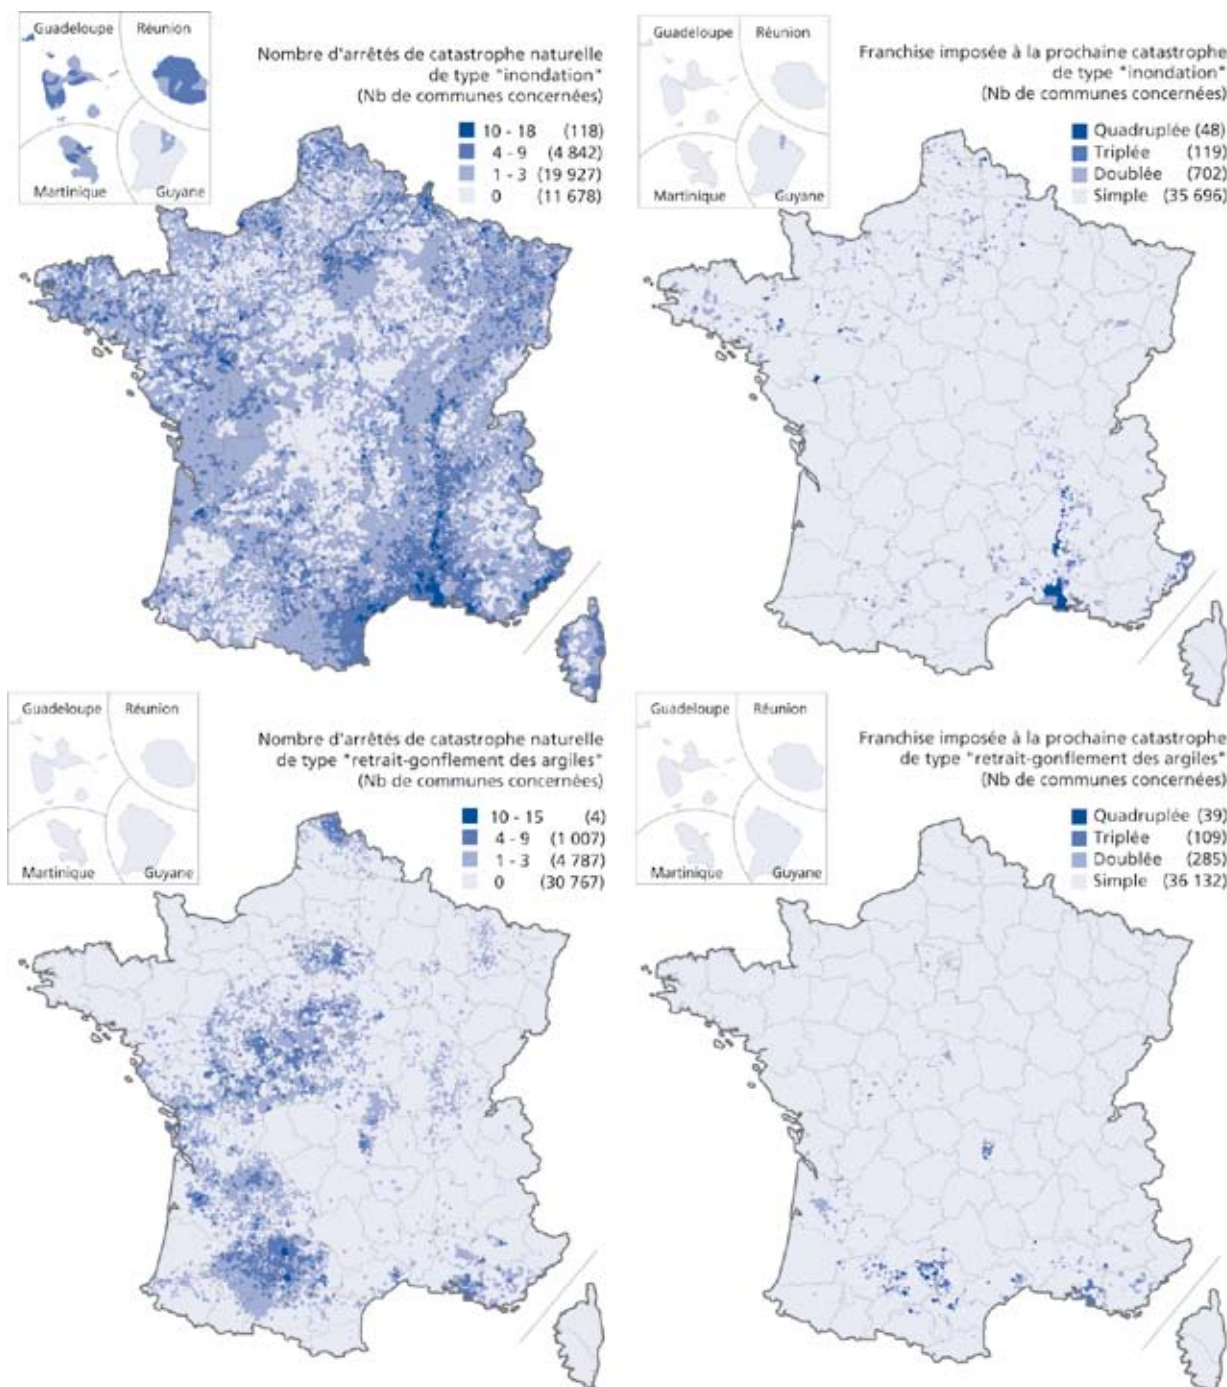 Guadeloupe
Réunion
Martinique
Guyane
Nombre d'arrêtés de catastrophe naturelle
de type "inondation"
(Nb de communes concernées)
10 - 18 (118)
4 - 9 (4 842)
1 - 3 (19 927)
0 (11 678)
Guadeloupe
Réunion
Martinique
Guyane
Franchise imposée à la prochaine catastrophe
de type "inondation"
(Nb de communes concernées)
Quadruplée (48)
Triplée (119)
Doublée (702)
Simple (35 696)
Guadeloupe
Réunion
Martinique
Guyane
Nombre d'arrêtés de catastrophe naturelle
de type "retrait-gonflement des argiles"
(Nb de communes concernées)
10 - 15 (4)
4 - 9 (1 007)
1 - 3 (4 787)
0 (30 767)
Guadeloupe
Réunion
Martinique
Guyane
Franchise imposée à la prochaine catastrophe
de type "retrait-gonflement des argiles"
(Nb de communes concernées)
Quadruplée (39)
Triplée (109)
Doublée (285)
Simple (36 132)